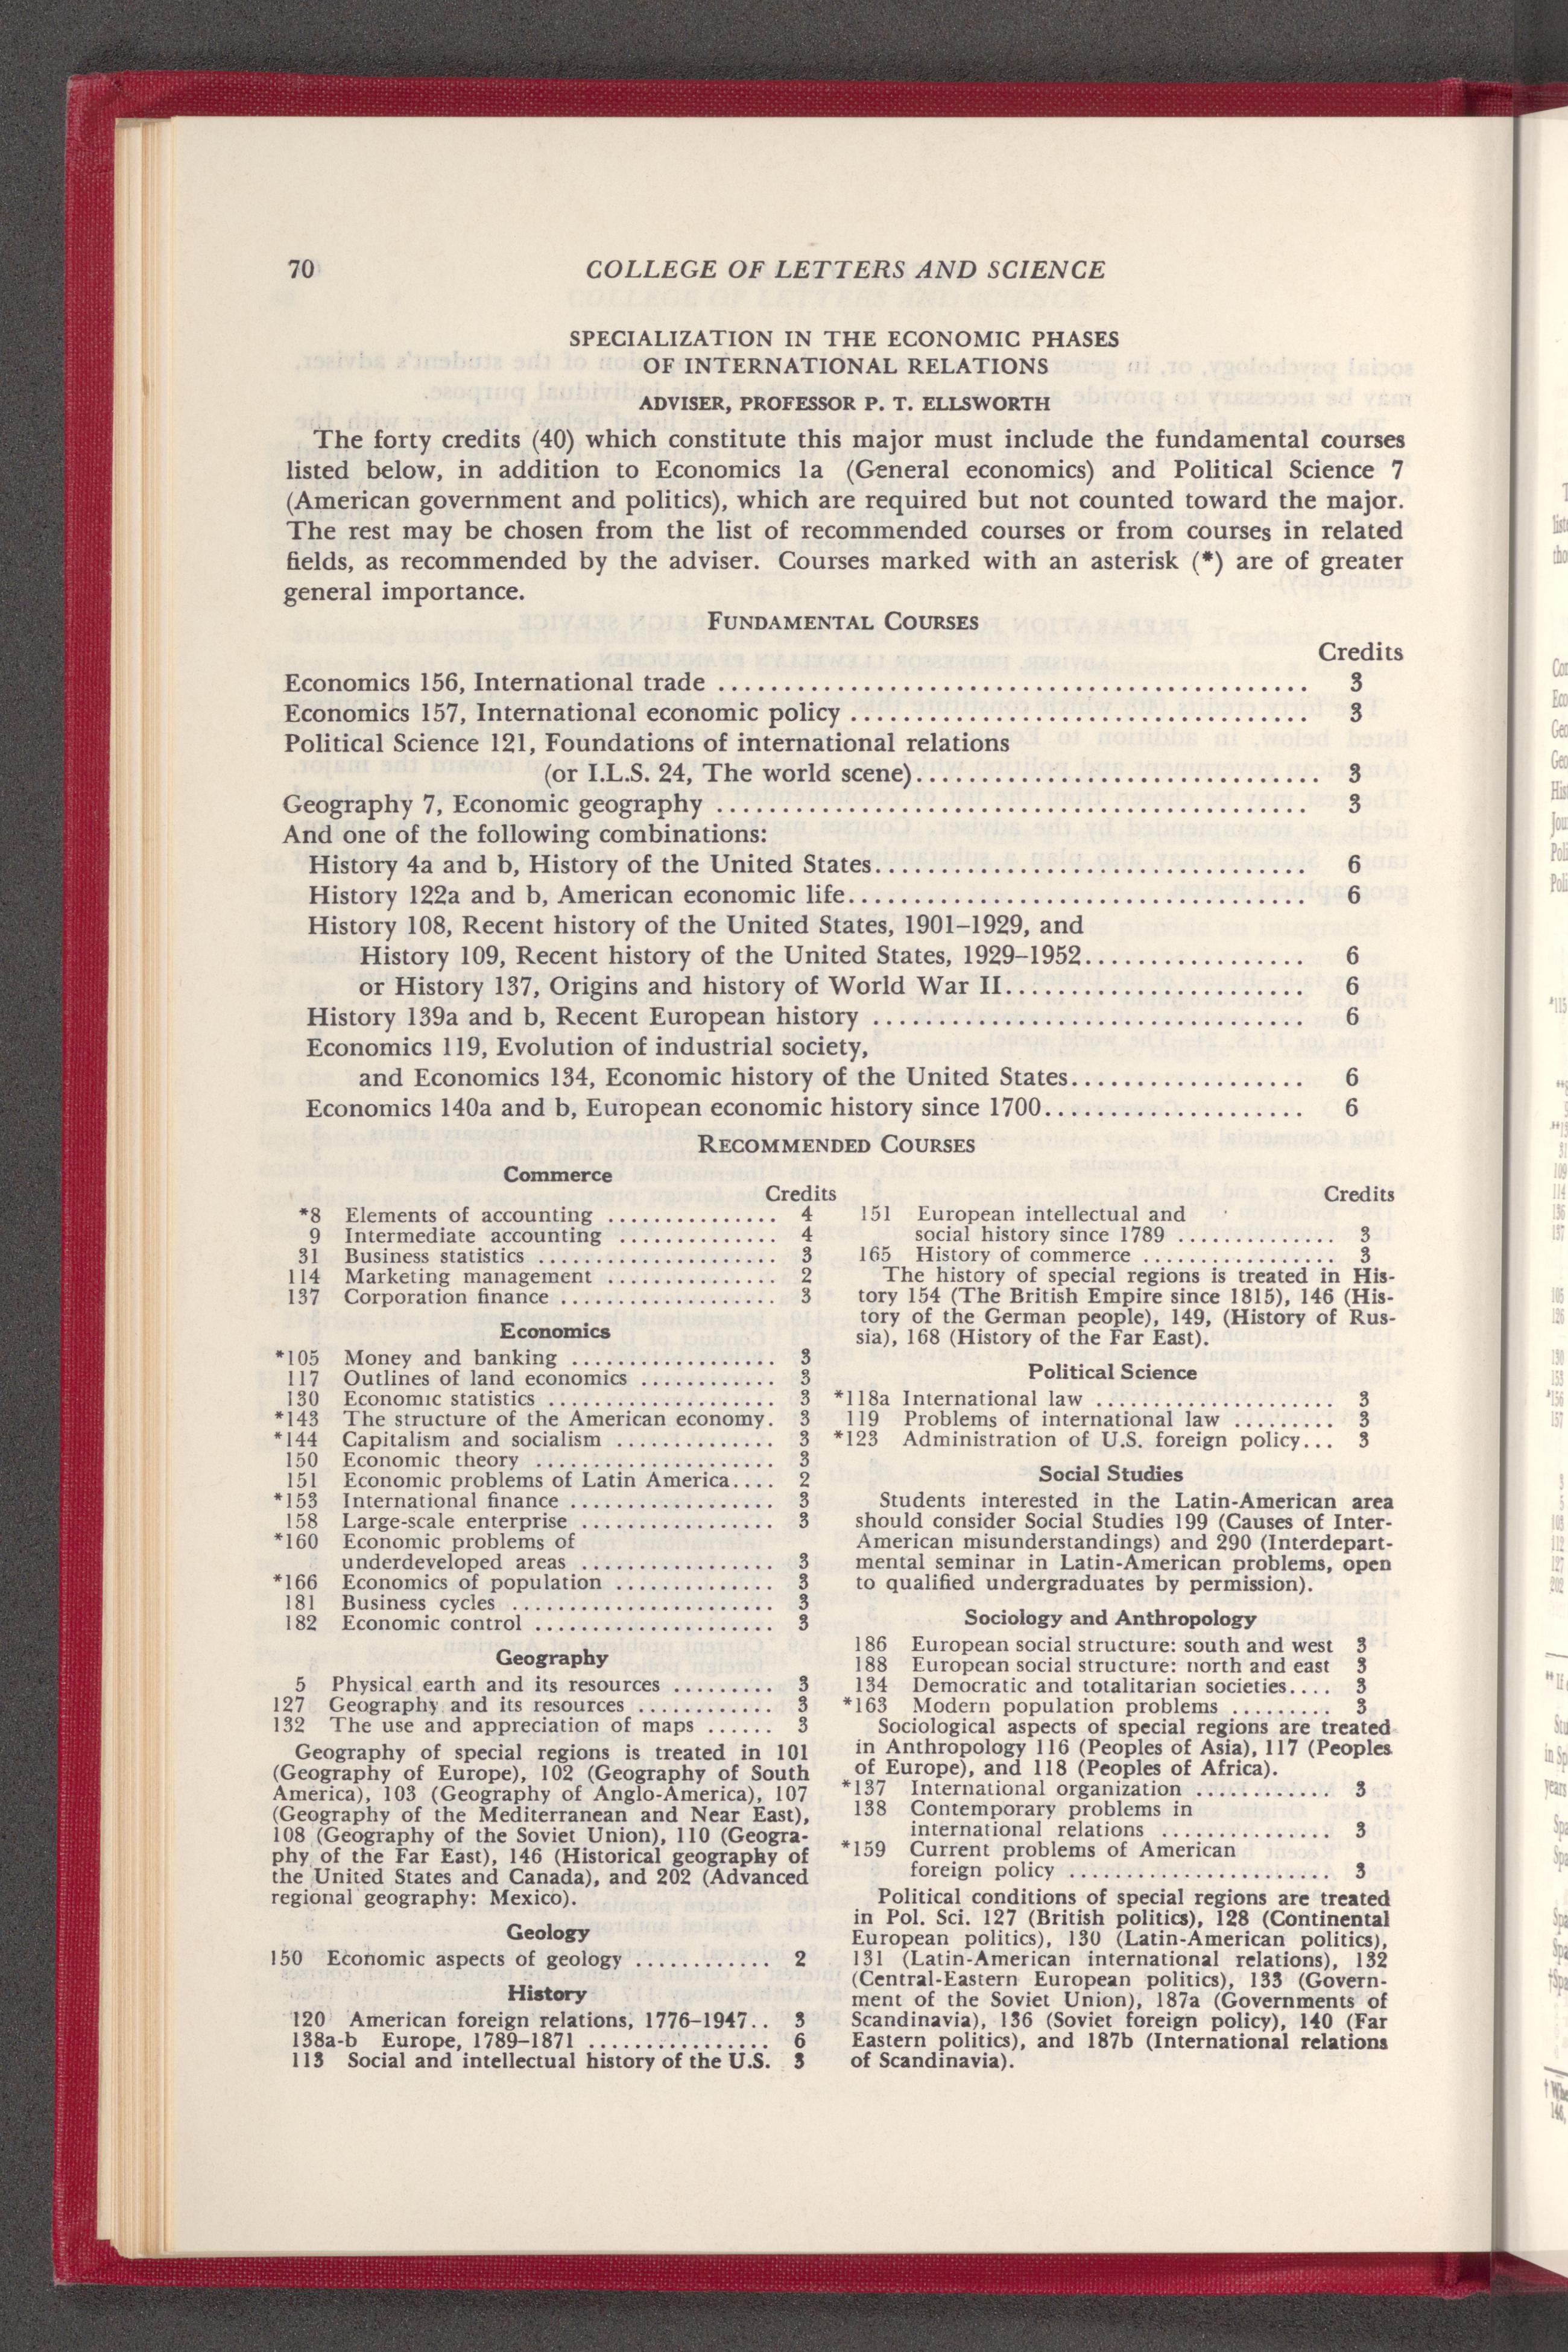 70
COLLEGE OF LETTERS AND SCIENCE
SPECIALIZATION IN THE ECONOMIC PHASES
OF INTERNATIONAL RELATIONS
ADVISER, PROFESSOR P. T. ELLSWORTH
The forty credits (40) which constitute this major must include the fundamental courses
listed below, in addition to Economics 1a (General economics) and Political Science 7
(American government and politics), which are required but not counted toward the major.
The rest may be chosen from the list of recommended courses or from courses in related
fields, as recommended by the adviser. Courses marked with an asterisk (*) are of greater
general importance.
FUNDAMENTAL COURSES
Credits
Economics 156, International trade ............................................. 3
Economics 157, International economic policy ................................... 3
Political Science 121, Foundations of international relations
(or I.L.S. 24, The world scene)............................... 3
Geography 7, Economic geography ............................................. 3
And one of the following combinations:
History 4a and b, History of the United States................................. 6
History 122a and b, American economic life................................... 6
History 108, Recent history of the United States, 1901–1929, and
History 109, Recent history of the United States, 1929–1952................. 6
or History 137, Origins and history of World War II....................... 6
History 139a and b, Recent European history ................................. 6
Economics 119, Evolution of industrial society,
and Economics 134, Economic history of the United States.................. 6
Economics 140a and b, European economic history since 1700.................... 6
RECOMMENDED COURSES
Commerce
Credits
*8 Elements of accounting ............... 4
9 Intermediate accounting .............. 4
31 Business statistics ....................... 3
114 Marketing management ............... 2
137 Corporation finance ................... 3
Economics
*105 Money and banking .................. 3
117 Outlines of land economics ............ 3
130 Economic statistics .................... 3
*143 The structure of the American economy. 3
*144 Capitalism and socialism .............. 3
150 Economic theory ..................... 3
151 Economic problems of Latin America.... 2
*153 International finance .................. 3
158 Large-scale enterprise ................. 3
*160 Economic problems of
underdeveloped areas ................. 3
*166 Economics of population .............. 3
181 Business cycles ....................... 3
182 Economic control ..................... 3
Geography
5 Physical earth and its resources ......... 3
127 Geography and its resources ............ 3
132 The use and appreciation of maps ...... 3
Geography of special regions is treated in 101
(Geography of Europe), 102 (Geography of South
America), 103 (Geography of Anglo-America), 107
(Geography of the Mediterranean and Near East),
108 (Geography of the Soviet Union), 110 (Geogra-
phy of the Far East), 146 (Historical geography of
the United States and Canada), and 202 (Advanced
regional geography: Mexico).
Geology
150 Economic aspects of geology ............ 2
History
120 American foreign relations, 1776–1947.. 3
138a-b Europe, 1789–1871 ................ 6
113 Social and intellectual history of the U.S. 3
Credits
151 European intellectual and
social history since 1789 .............. 3
165 History of commerce ................. 3
The history of special regions is treated in His-
tory 154 (The British Empire since 1815), 146 (His-
tory of the German people), 149, (History of Rus-
sia), 168 (History of the Far East).
Political Science
*118a International law ..................... 3
119 Problems of international law ......... 3
*123 Administration of U.S. foreign policy... 3
Social Studies
Students interested in the Latin-American area
should consider Social Studies 199 (Causes of Inter-
American misunderstandings) and 290 (Interdepart-
mental seminar in Latin-American problems, open
to qualified undergraduates by permission).
Sociology and Anthropology
186 European social structure: south and west 3
188 European social structure: north and east 3
134 Democratic and totalitarian societies.... 3
*163 Modern population problems ......... 3
Sociological aspects of special regions are treated
in Anthropology 116 (Peoples of Asia), 117 (Peoples
of Europe), and 118 (Peoples of Africa).
*137 International organization ............ 3
138 Contemporary problems in
international relations ............... 3
*159 Current problems of American
foreign policy ....................... 3
Political conditions of special regions are treated
in Pol. Sci. 127 (British politics), 128 (Continental
European politics), 130 (Latin-American politics),
131 (Latin-American international relations), 132
(Central-Eastern European politics), 133 (Govern-
ment of the Soviet Union), 187a (Governments of
Scandinavia), 136 (Soviet foreign policy), 140 (Far
Eastern politics), and 187b (International relations
of Scandinavia).